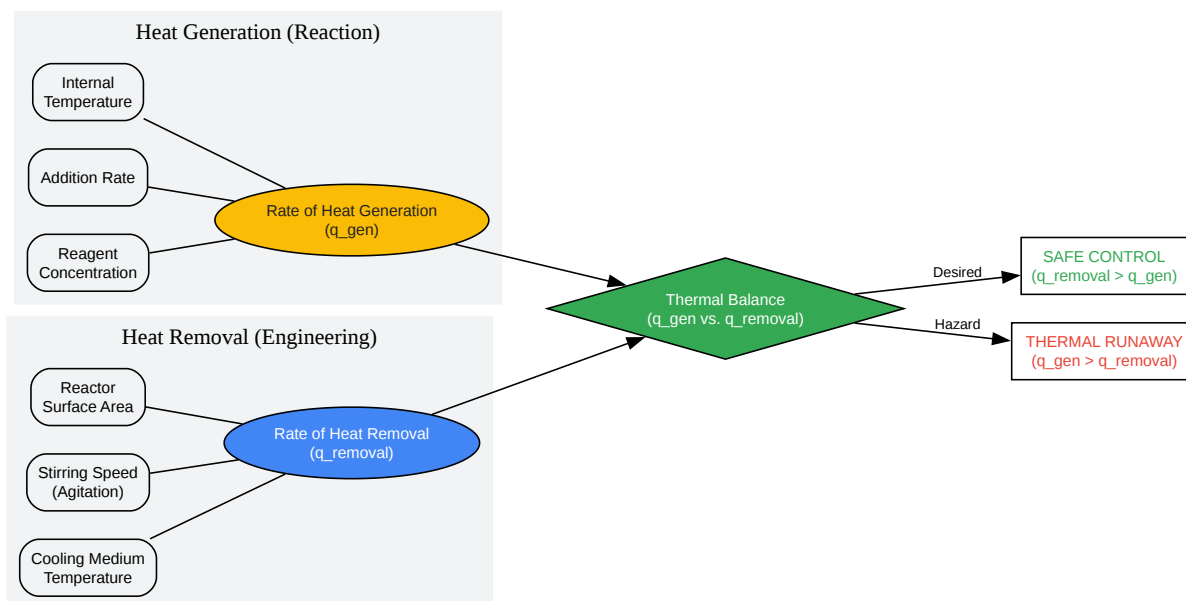 Heat Generation (Reaction)
Internal
Temperature
Addition Rate
Reagent
Concentration
Rate of Heat Generation
(q_gen)
Heat Removal (Engineering)
Reactor
Surface Area
Stirring Speed
(Agitation)
Cooling Medium
Temperature
Rate of Heat Removal
(q_removal)
Thermal Balance
(q_gen vs. q_removal)
Desired
SAFE CONTROL
(q_removal > q_gen)
Hazard
THERMAL RUNAWAY
(q_gen > q_removal)